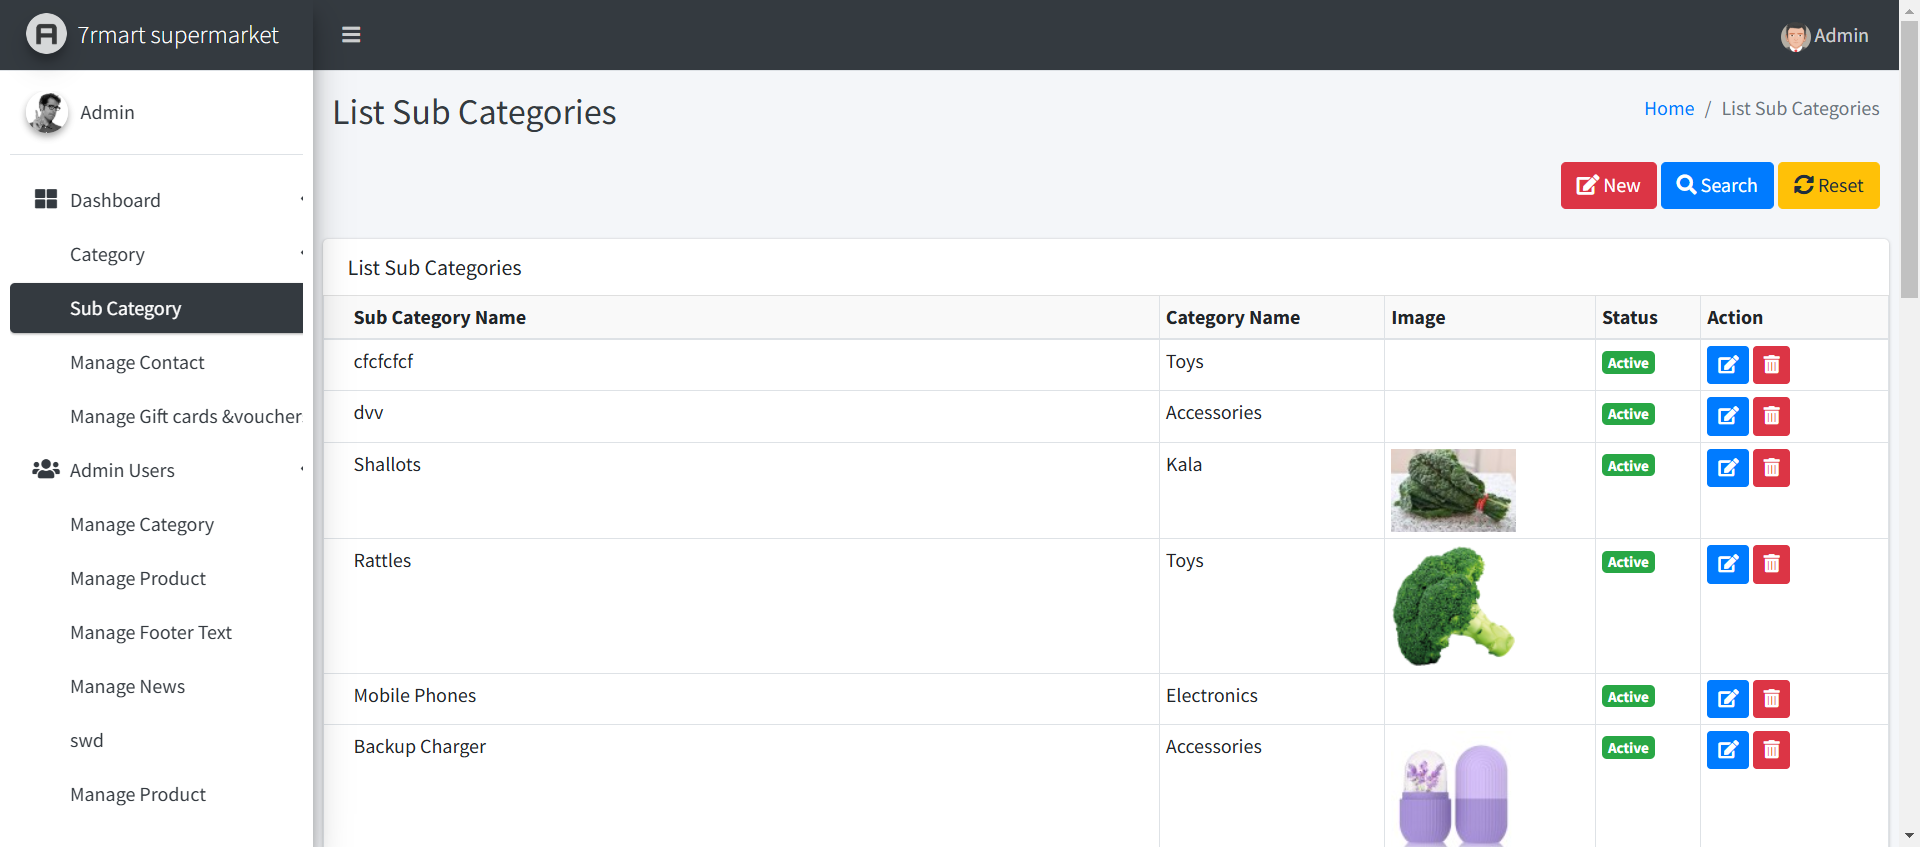 7rmart supermarket
Admin
Admin
Dashboard
Category
Sub Category
Manage Contact
Manage Gift cards &voucher
Admin Users
Manage Category
Manage Product
Manage Footer Text
Manage News
swd
Manage Product
List Sub Categories
Home / List Sub Categories
New Search Reset
List Sub Categories
Sub Category Name Category Name Image Status Action
cfcfcfcf Toys Active
dvv Accessories Active
Shallots Kala Active
Rattles Toys Active
Mobile Phones Electronics Active
Backup Charger Accessories Active